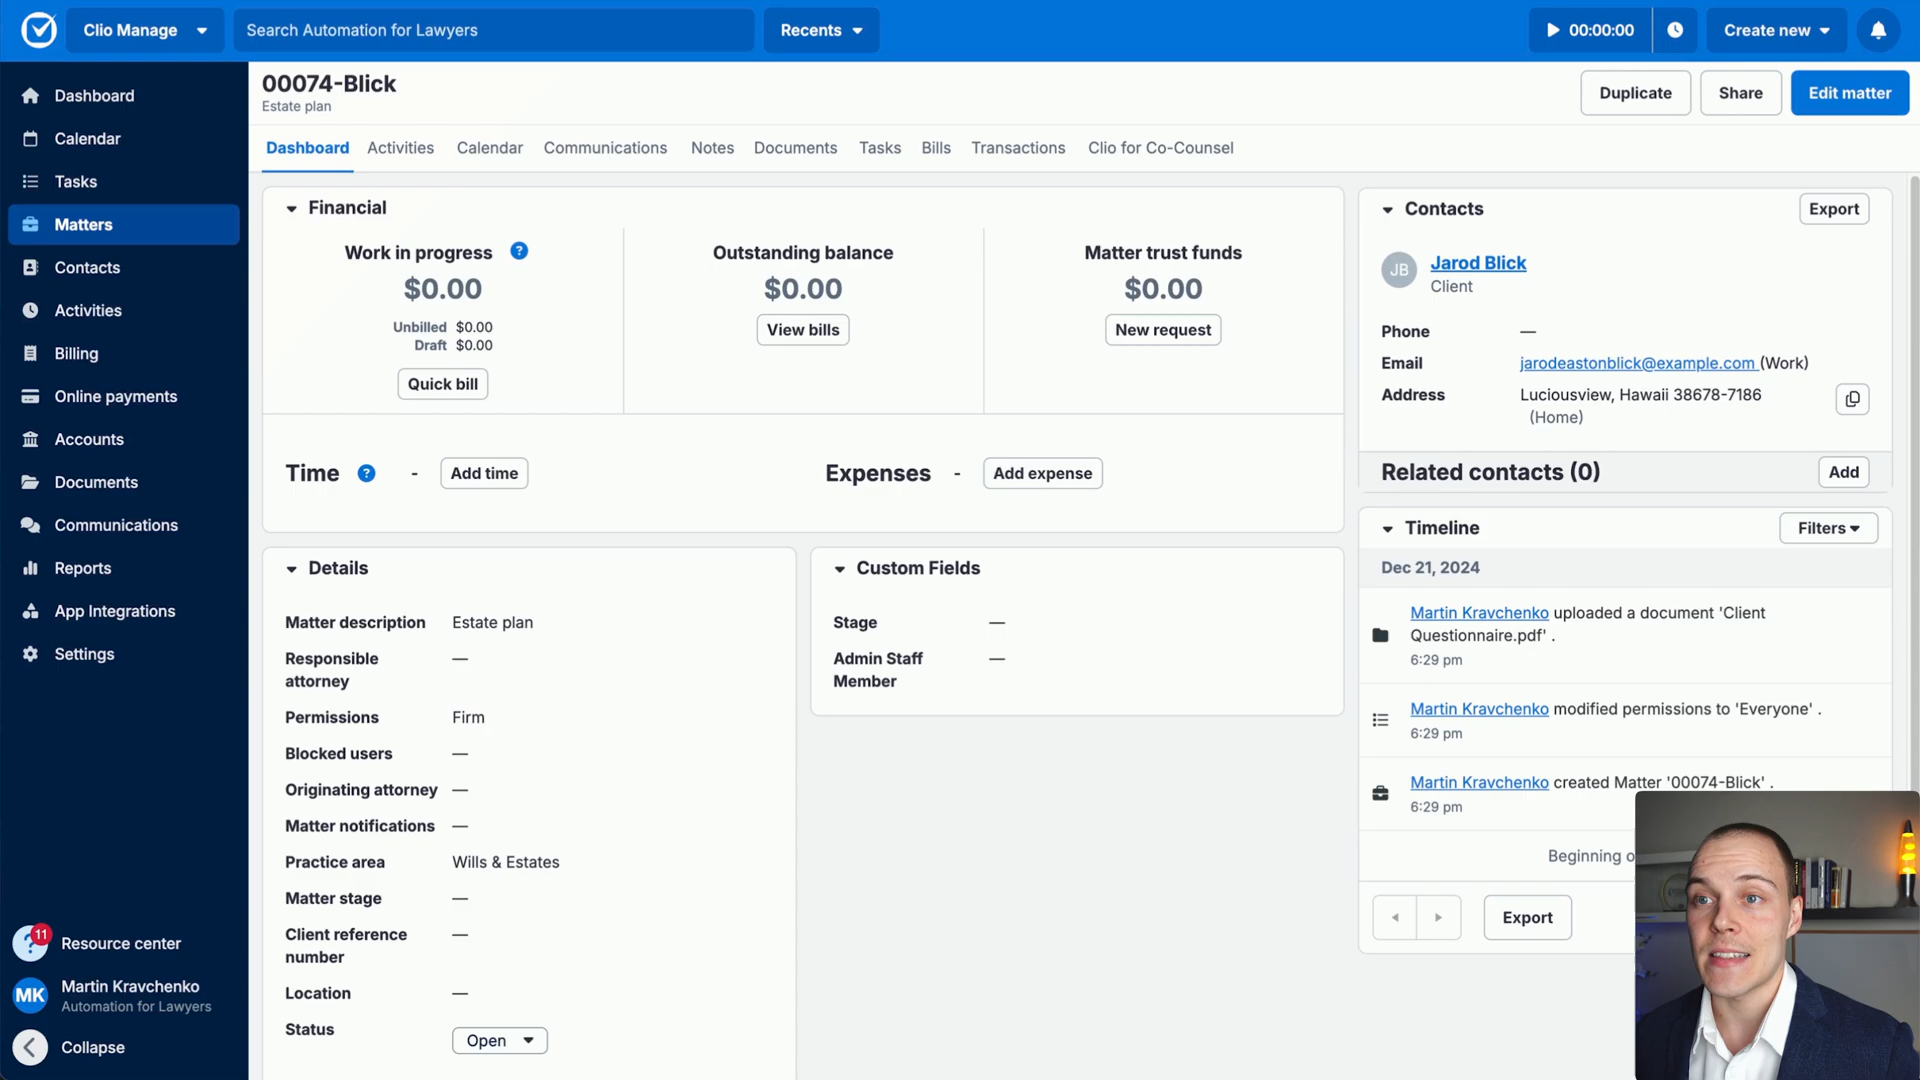 Clio Manage
Search Automation for Lawyers
Recents
00:00:00
Create new
Dashboard
Calendar
Tasks
Matters
Contacts
Activities
Billing
Online payments
Accounts
Documents
Communications
Reports
App Integrations
Settings
11
Resource center
MK
Martin Kravchenko
Automation for Lawyers
Collapse
00074-Blick
Estate plan
Duplicate
Share
Edit matter
Dashboard Activities Calendar Communications Notes Documents Tasks Bills Transactions Clio for Co-Counsel
Financial
Work in progress ?
$0.00
Unbilled $0.00
Draft $0.00
Quick bill
Outstanding balance
$0.00
View bills
Matter trust funds
$0.00
New request
Time ? - Add time
Expenses - Add expense
Details
Matter description Estate plan
Responsible attorney —
Permissions Firm
Blocked users —
Originating attorney —
Matter notifications —
Practice area Wills & Estates
Matter stage —
Client reference number —
Location —
Status Open
Custom Fields
Stage —
Admin Staff Member —
Contacts
Export
JB
Jarod Blick
Client
Phone —
Email jarodeastonblick@example.com (Work)
Address Luciousview, Hawaii 38678-7186
(Home)
Related contacts (0)
Add
Timeline
Filters
Dec 21, 2024
Martin Kravchenko uploaded a document 'Client
Questionnaire.pdf' .
6:29 pm
Martin Kravchenko modified permissions to 'Everyone' .
6:29 pm
Martin Kravchenko created Matter '00074-Blick' .
6:29 pm
Beginning
Export